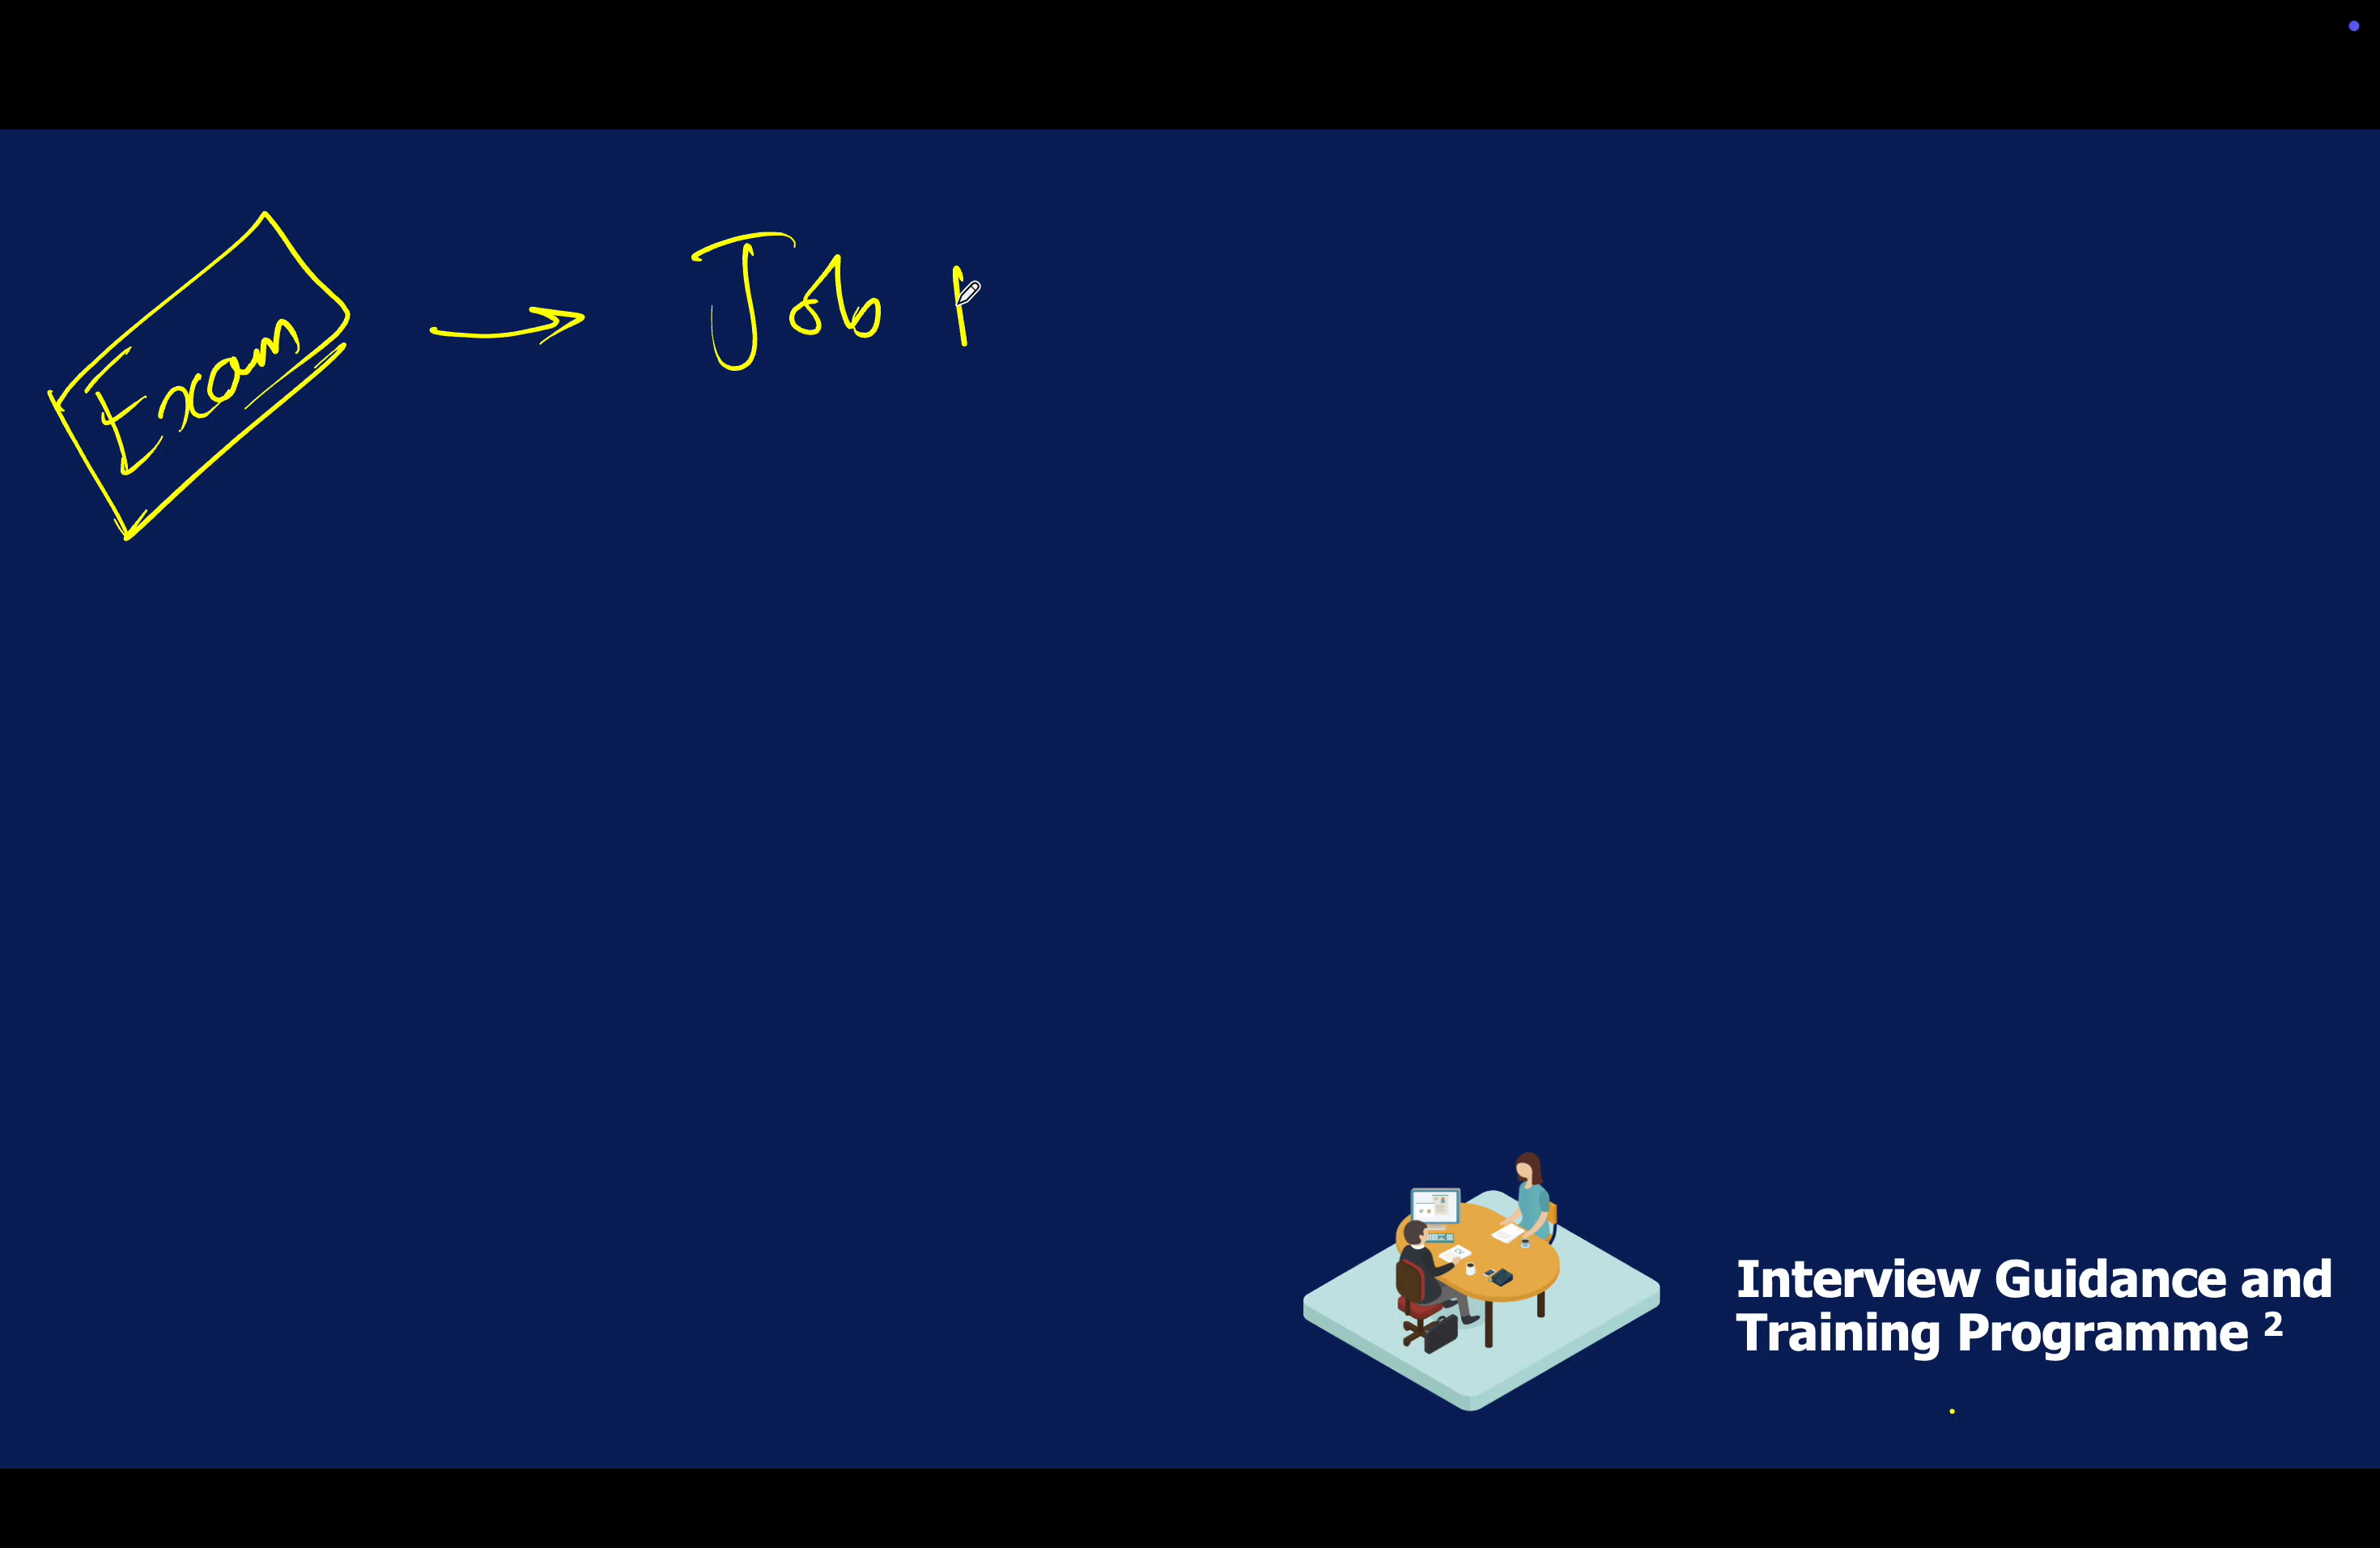 Exam → Job
Interview Guidance and
Training Programme ²